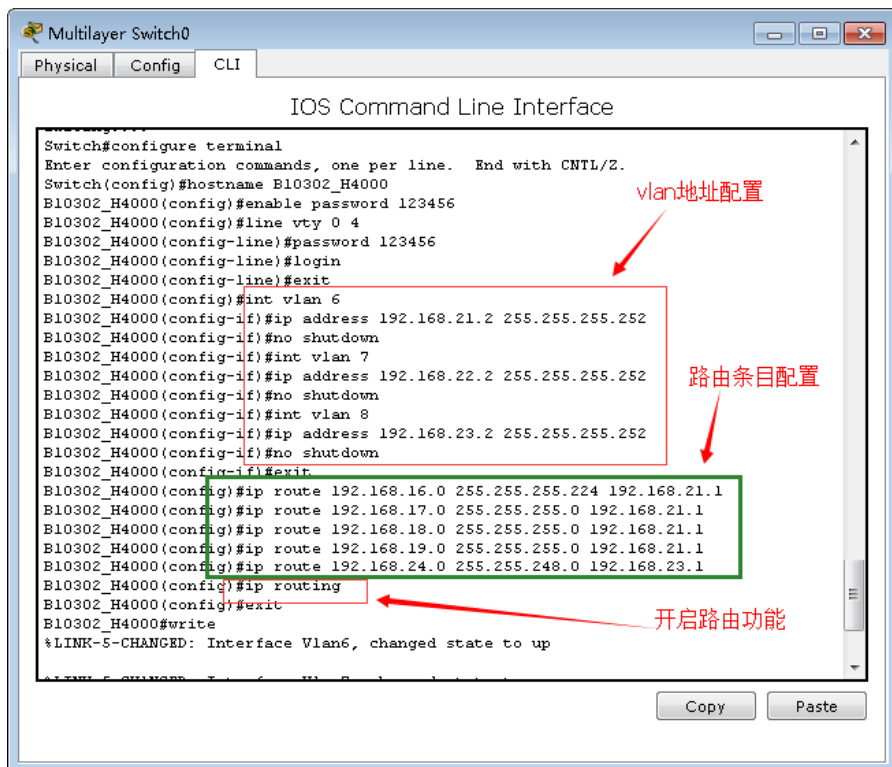 Multilayer Switch0
Physical Config CLI
IOS Command Line Interface
Switch#configure terminal
Enter configuration commands, one per line. End with CNTL/Z.
Switch(config)#hostname B10302_H4000
B10302_H4000(config)#enable password 123456
B10302_H4000(config)#line vty 0 4
B10302_H4000(config-line)#password 123456
B10302_H4000(config-line)#login
B10302_H4000(config-line)#exit
B10302_H4000(config)#int vlan 6
B10302_H4000(config-if)#ip address 192.168.21.2 255.255.255.252
B10302_H4000(config-if)#no shutdown
B10302_H4000(config-if)#int vlan 7
B10302_H4000(config-if)#ip address 192.168.22.2 255.255.255.252
B10302_H4000(config-if)#no shutdown
B10302_H4000(config-if)#int vlan 8
B10302_H4000(config-if)#ip address 192.168.23.2 255.255.255.252
B10302_H4000(config-if)#no shutdown
B10302_H4000(config-if)#exit
B10302_H4000(config)#ip route 192.168.16.0 255.255.255.224 192.168.21.1
B10302_H4000(config)#ip route 192.168.17.0 255.255.255.0 192.168.21.1
B10302_H4000(config)#ip route 192.168.18.0 255.255.255.0 192.168.21.1
B10302_H4000(config)#ip route 192.168.19.0 255.255.255.0 192.168.21.1
B10302_H4000(config)#ip route 192.168.24.0 255.255.248.0 192.168.23.1
B10302_H4000(config)#ip routing
B10302_H4000(config)#exit
B10302_H4000#write
%LINK-5-CHANGED: Interface Vlan6, changed state to up
vlan地址配置
路由条目配置
开启路由功能
Copy Paste